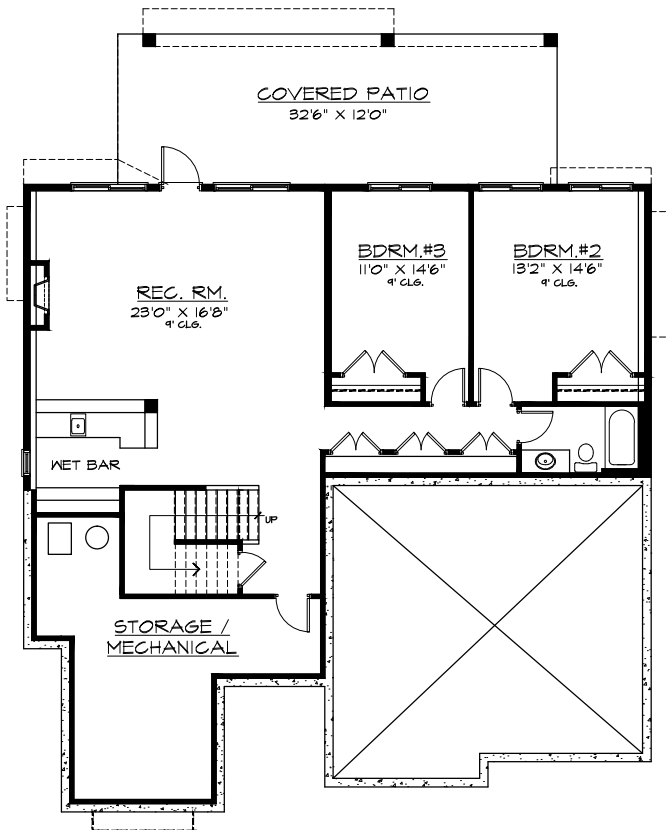 COVERED PATIO
32'6" X 12'0"
BDRM.#3
11'0" X 14'6"
9' CLG.
BDRM.#2
13'2" X 14'6"
9' CLG.
REC. RM.
23'0" X 16'8"
9' CLG.
WET BAR
UP
STORAGE /
MECHANICAL